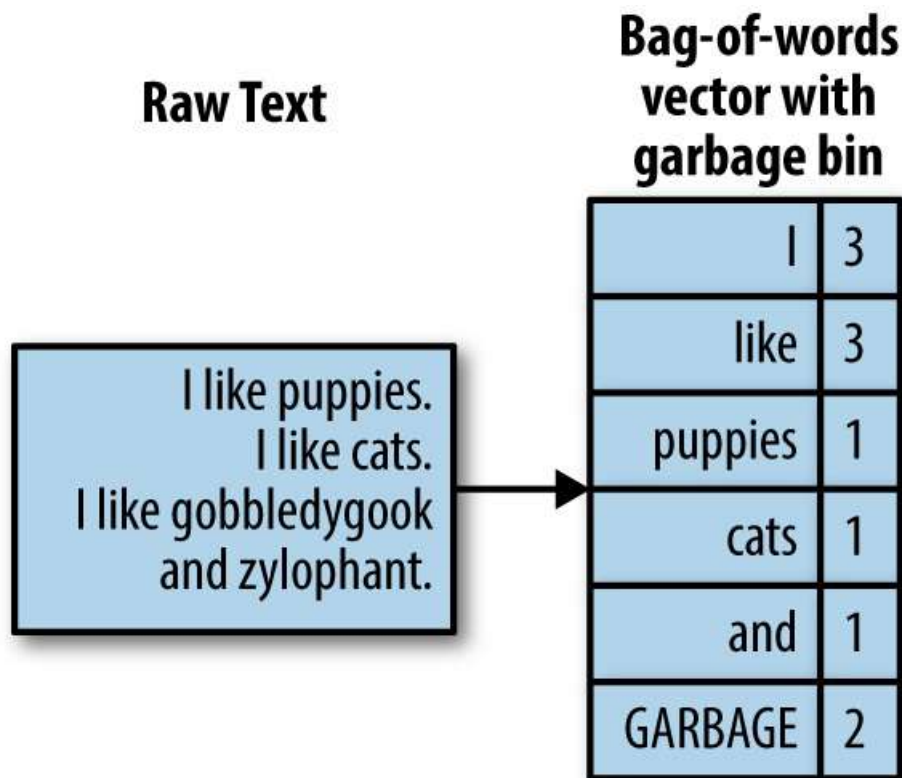 Raw Text
Bag-of-words
vector with
garbage bin
I like puppies.
I like cats.
I like gobbledygook
and zylophant.
I 3
like 3
puppies 1
cats 1
and 1
GARBAGE 2